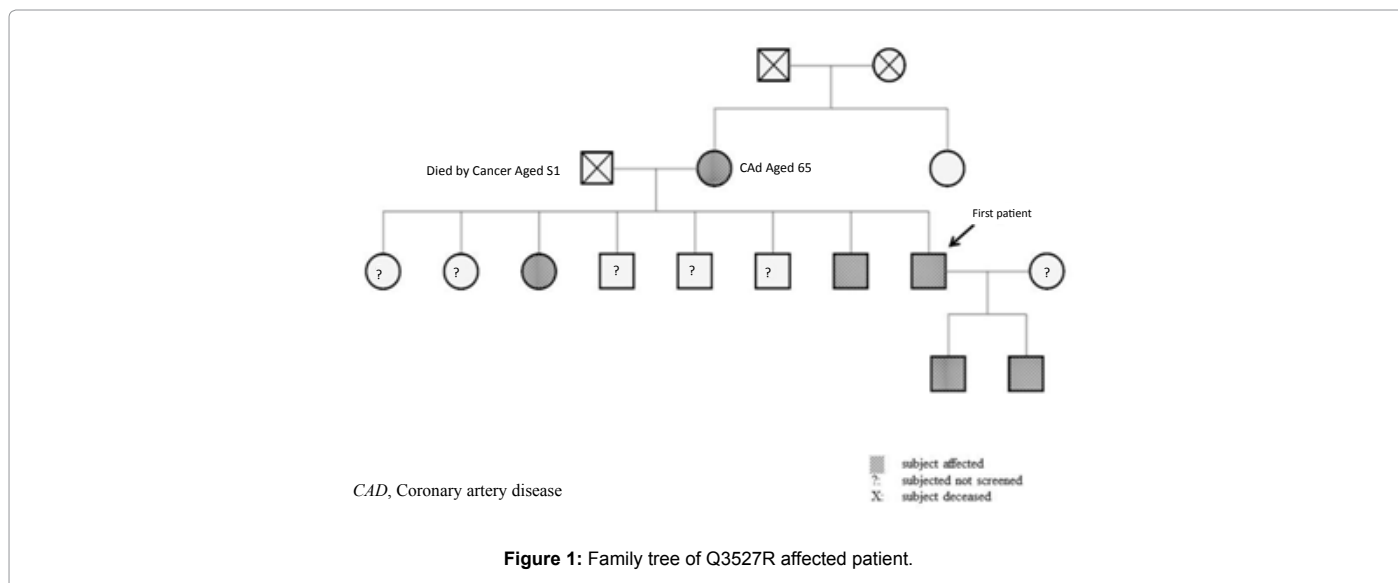 Died by Cancer Aged S1
CAd Aged 65
First patient
? ? ? ? ? ?
CAD, Coronary artery disease
subject affected
?: subjected not screened
X: subject deceased
Figure 1: Family tree of Q3527R affected patient.